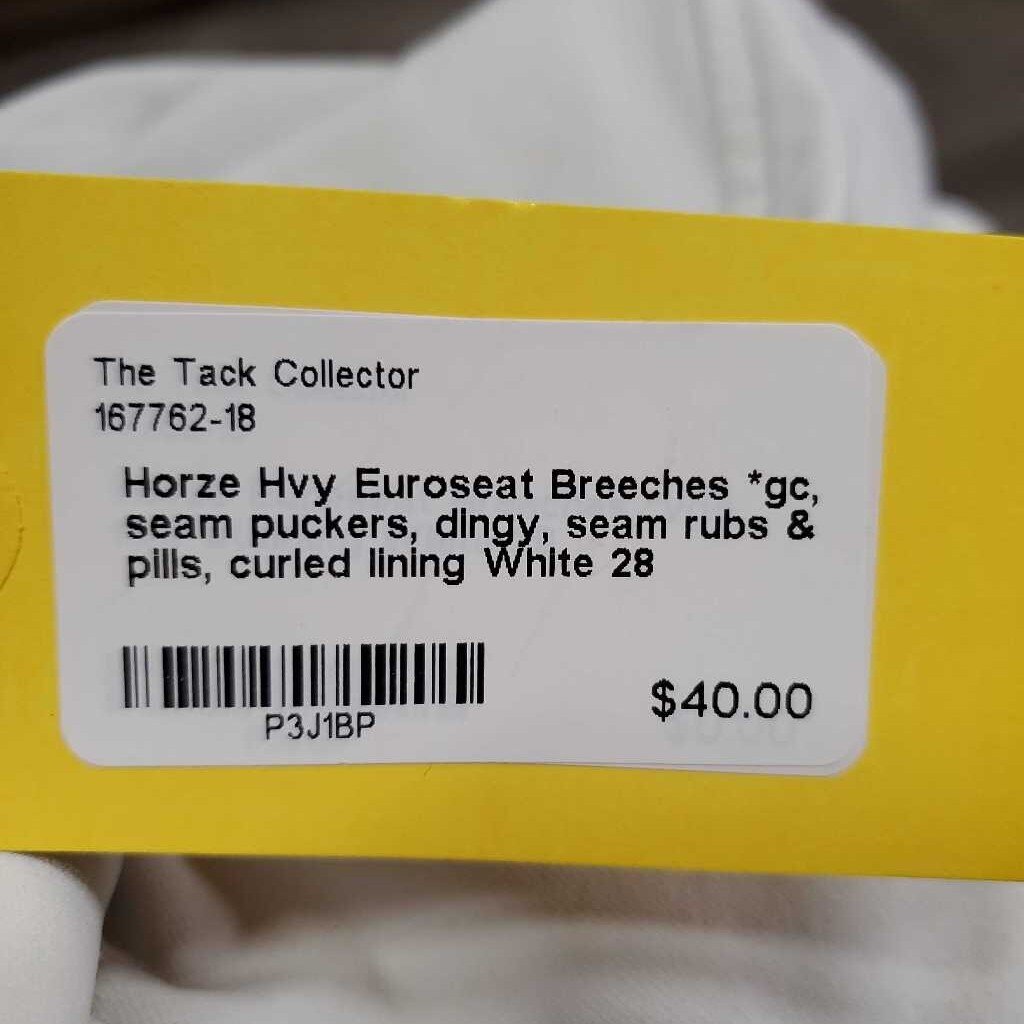 The Tack Collector
167762-18
Horze Hvy Euroseat Breeches *gc,
seam puckers, dingy, seam rubs &
pills, curled lining White 28
P3J1BP
$40.00